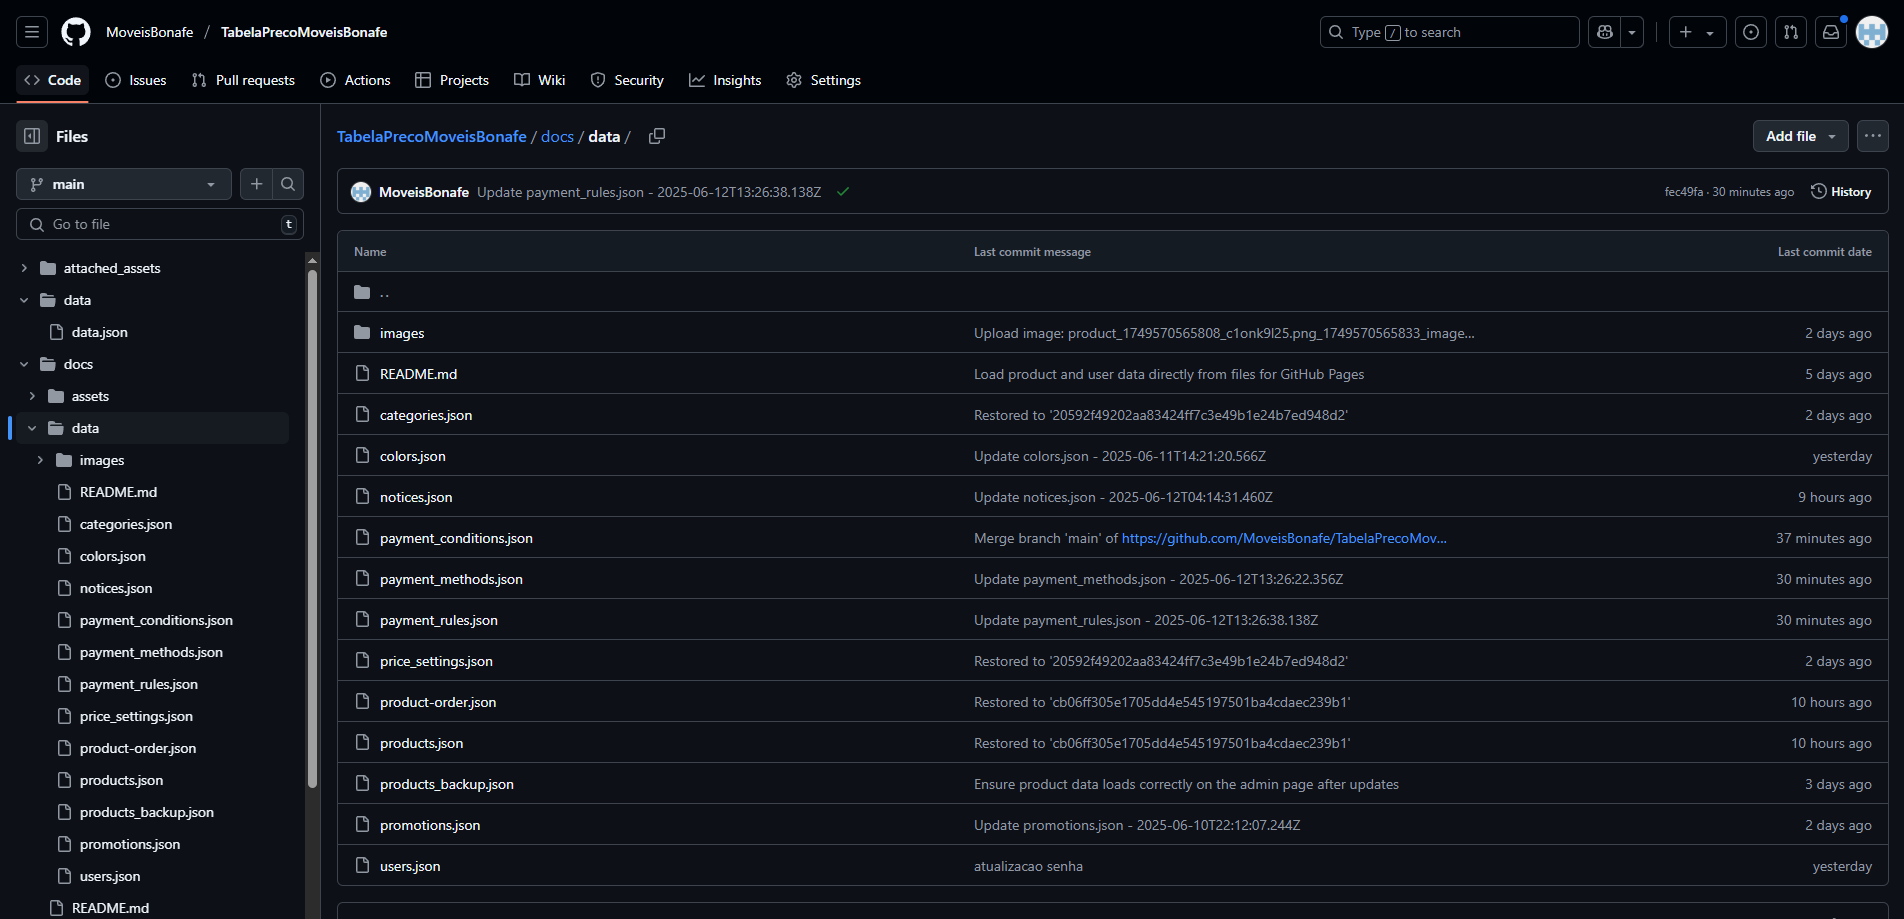 MoveisBonafe / TabelaPrecoMoveisBonafe
Type / to search
Code Issues Pull requests Actions Projects Wiki Security Insights Settings
Files
main
Go to file t
attached_assets
data
data.json
docs
assets
data
images
README.md
categories.json
colors.json
notices.json
payment_conditions.json
payment_methods.json
payment_rules.json
price_settings.json
product-order.json
products.json
products_backup.json
promotions.json
users.json
README.md
TabelaPrecoMoveisBonafe / docs / data /
Add file
MoveisBonafe Update payment_rules.json - 2025-06-12T13:26:38.138Z
fec49fa · 30 minutes ago History
Name Last commit message Last commit date
..
images Upload image: product_1749570565808_c1onk9l25.png_1749570565833_image... 2 days ago
README.md Load product and user data directly from files for GitHub Pages 5 days ago
categories.json Restored to '20592f49202aa83424ff7c3e49b1e24b7ed948d2' 2 days ago
colors.json Update colors.json - 2025-06-11T14:21:20.566Z yesterday
notices.json Update notices.json - 2025-06-12T04:14:31.460Z 9 hours ago
payment_conditions.json Merge branch 'main' of https://github.com/MoveisBonafe/TabelaPrecoMov... 37 minutes ago
payment_methods.json Update payment_methods.json - 2025-06-12T13:26:22.356Z 30 minutes ago
payment_rules.json Update payment_rules.json - 2025-06-12T13:26:38.138Z 30 minutes ago
price_settings.json Restored to '20592f49202aa83424ff7c3e49b1e24b7ed948d2' 2 days ago
product-order.json Restored to 'cb06ff305e1705dd4e545197501ba4cdaec239b1' 10 hours ago
products.json Restored to 'cb06ff305e1705dd4e545197501ba4cdaec239b1' 10 hours ago
products_backup.json Ensure product data loads correctly on the admin page after updates 3 days ago
promotions.json Update promotions.json - 2025-06-10T22:12:07.244Z 2 days ago
users.json atualizacao senha yesterday